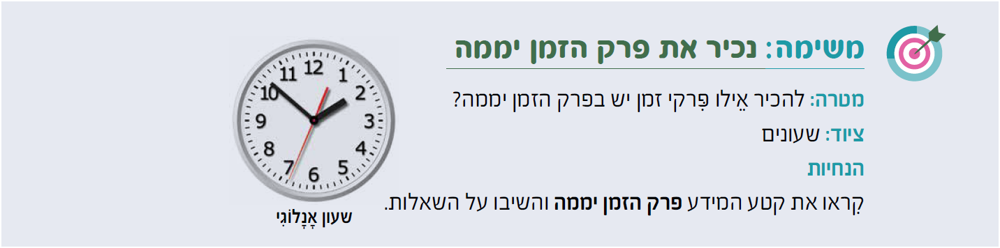 משימה: נכיר את פרק הזמן יממה
מטרה: להכיר אֵילו פִּרקי זמן יש בפרק הזמן יממה?
ציוד: שעונים
הנחיות
קִראו את קטע המידע פרק הזמן יממה והשיבו על השאלות.
12
1
2
3
4
5
6
7
8
9
10
11
שעון אָנָלוֹגִי